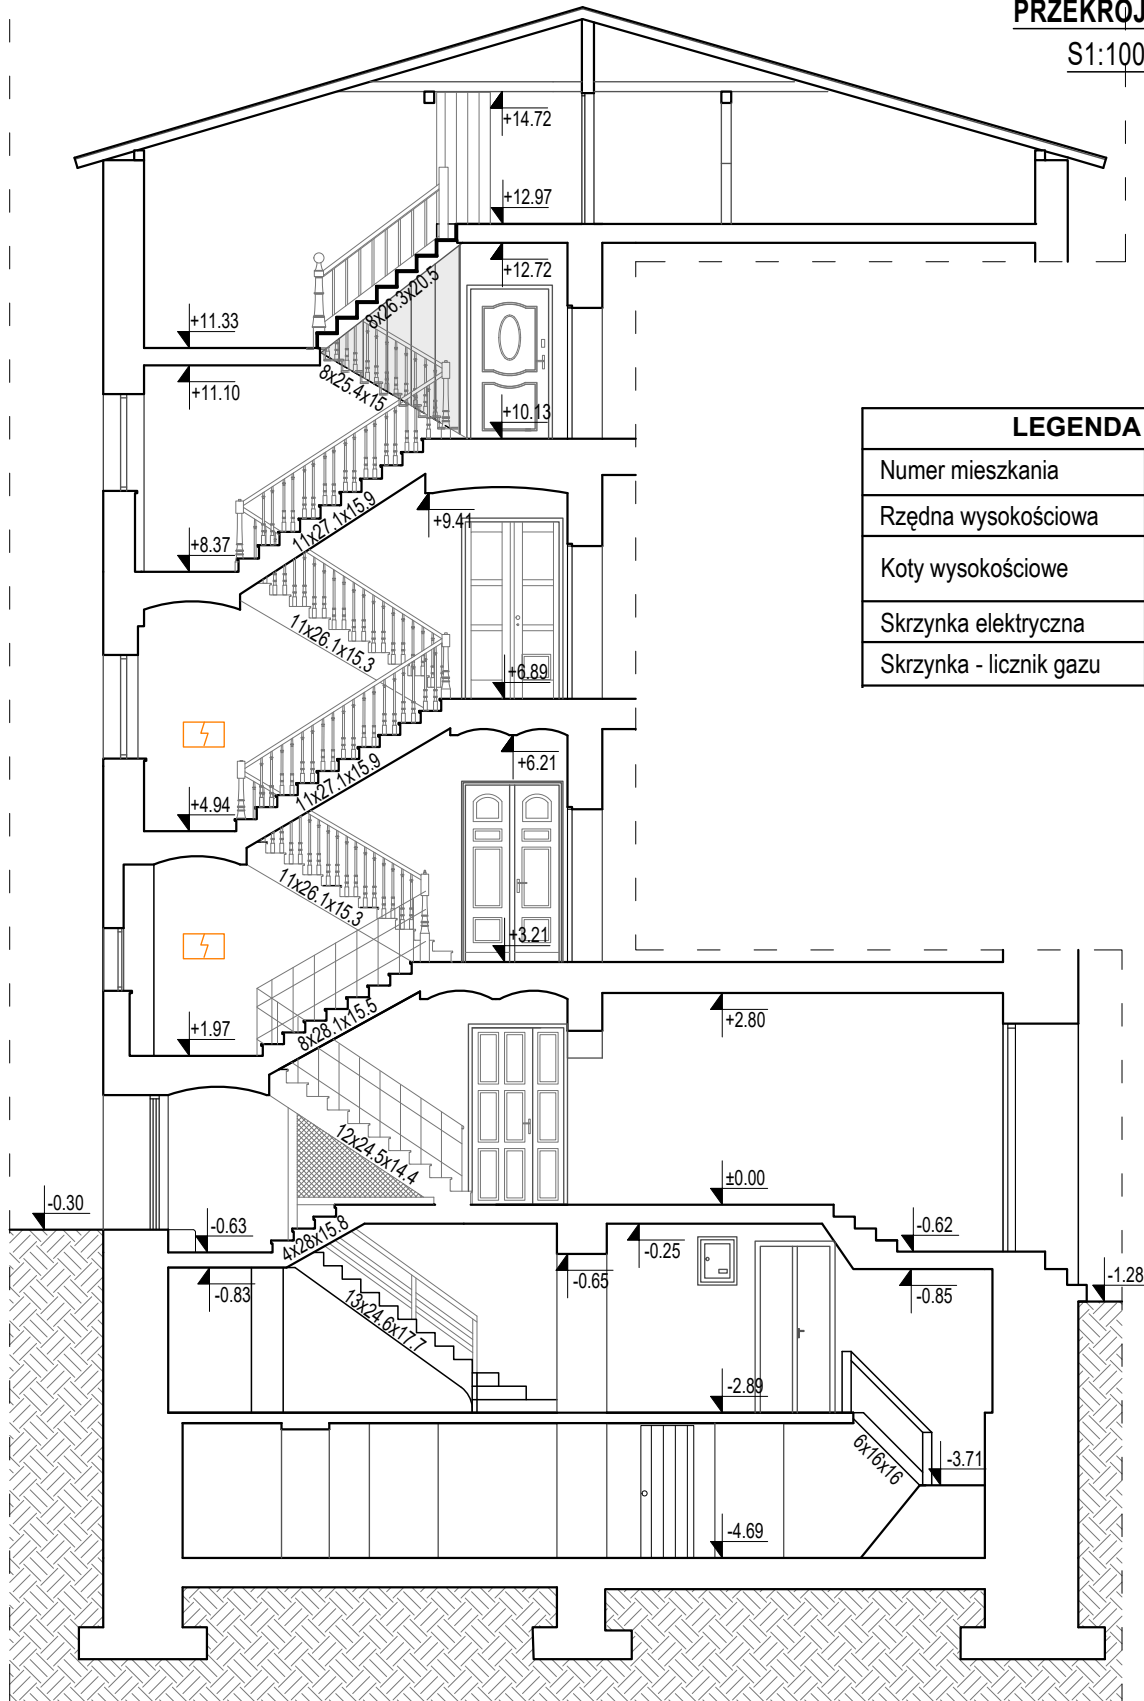 PRZEKRÓJ
S1:100
+14.72
+12.97
+12.72
8x26.3x20.5
+11.33
+11.10
8x25.4x15
+10.13
LEGENDA
Numer mieszkania
Rzędna wysokościowa
Koty wysokościowe
Skrzynka elektryczna
Skrzynka - licznik gazu
11x27.1x15.9
+9.41
+8.37
11x26.1x15.3
+6.89
+6.21
11x27.1x15.9
+4.94
11x26.1x15.3
+3.21
+2.80
8x28.1x15.5
+1.97
12x24.5x14.4
±0.00
-0.30
-0.63
4x28x15.8
-0.62
-0.25
-0.65
-0.83
-0.85
-1.28
13x24.6x17.7
-2.89
6x16x16
-3.71
-4.69